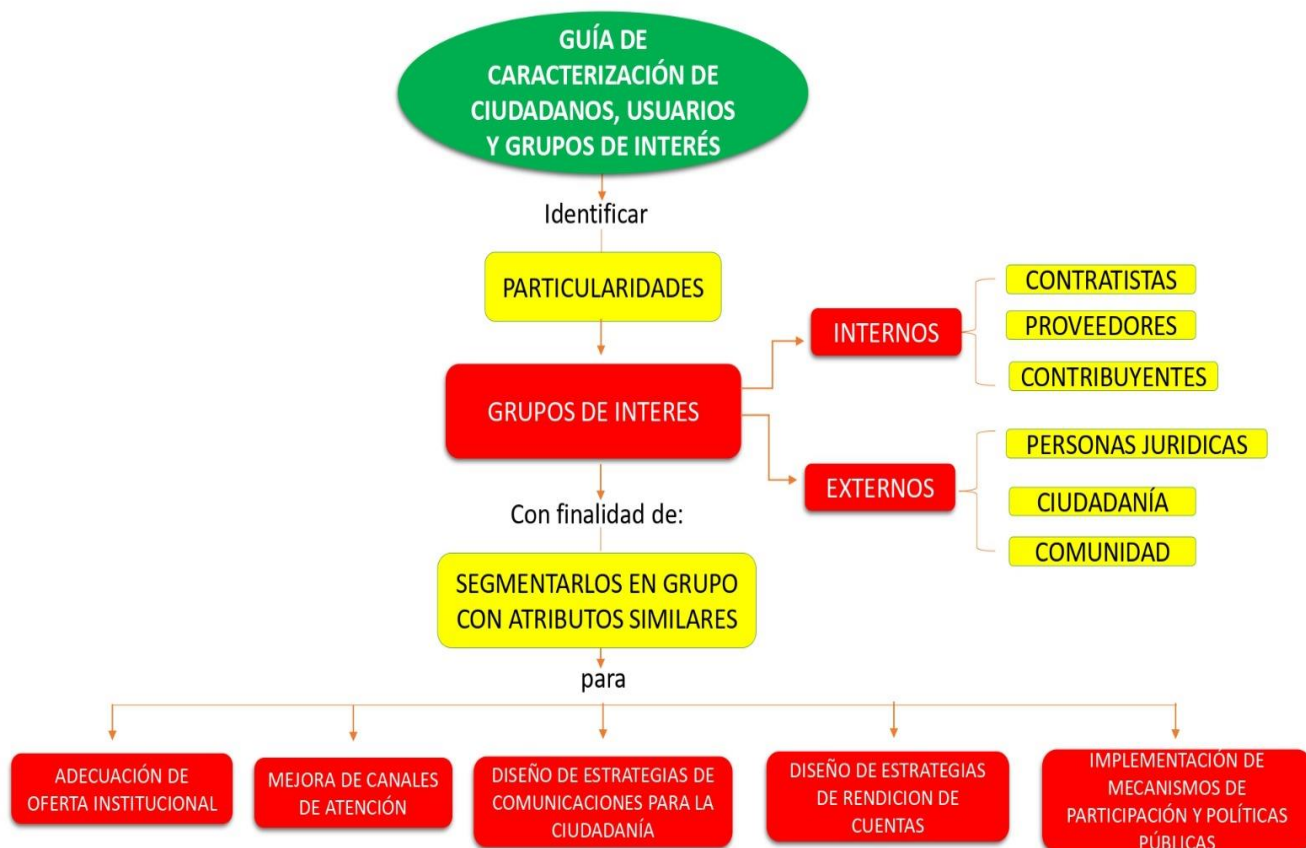 GUÍA DE
CARACTERIZACIÓN DE
CIUDADANOS, USUARIOS
Y GRUPOS DE INTERÉS
Identificar
PARTICULARIDADES
GRUPOS DE INTERES
INTERNOS
CONTRATISTAS
PROVEEDORES
CONTRIBUYENTES
EXTERNOS
PERSONAS JURIDICAS
CIUDADANÍA
COMUNIDAD
Con finalidad de:
SEGMENTARLOS EN GRUPO
CON ATRIBUTOS SIMILARES
para
ADECUACIÓN DE
OFERTA INSTITUCIONAL
MEJORA DE CANALES
DE ATENCIÓN
DISEÑO DE ESTRATEGIAS DE
COMUNICACIONES PARA LA
CIUDADANÍA
DISEÑO DE ESTRATEGIAS
DE RENDICION DE
CUENTAS
IMPLEMENTACIÓN DE
MECANISMOS DE
PARTICIPACIÓN Y POLÍTICAS
PÚBLICAS